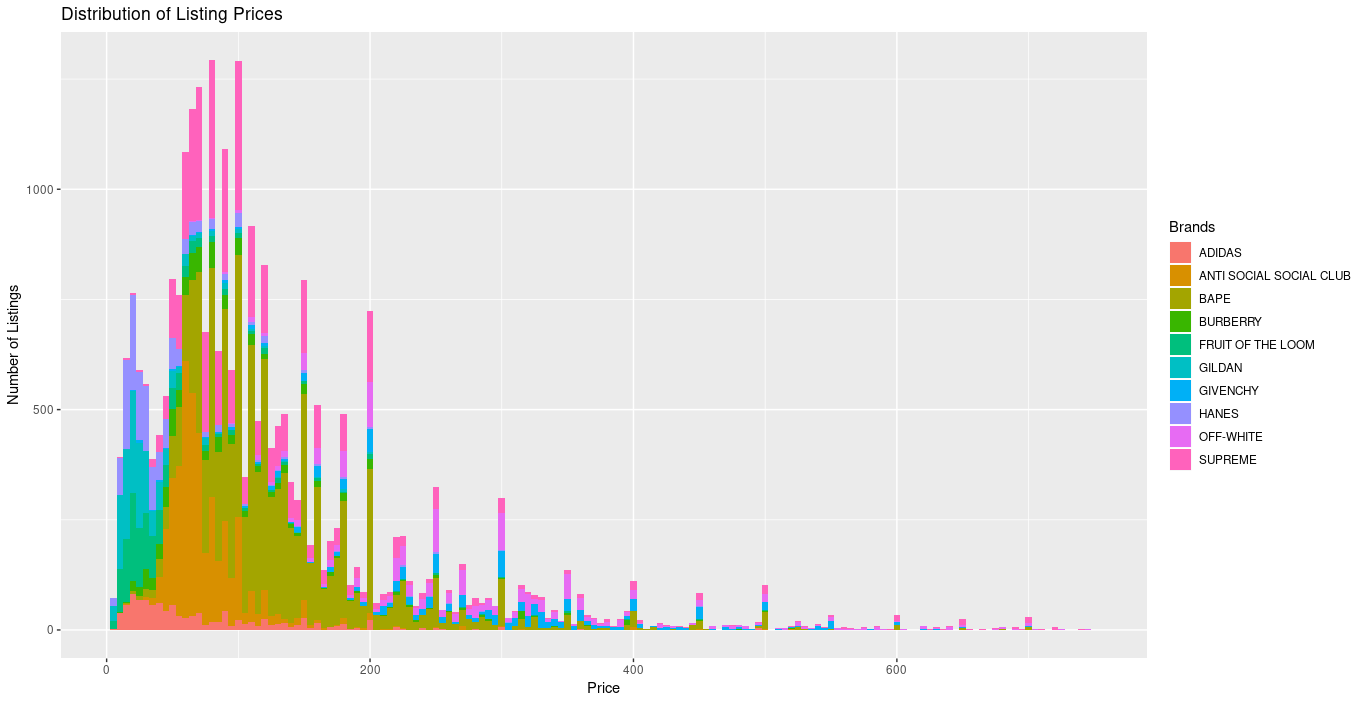 Distribution of Listing Prices
Number of Listings
1000
500
0
0 200 400 600
Price
Brands
ADIDAS
ANTI SOCIAL SOCIAL CLUB
BAPE
BURBERRY
FRUIT OF THE LOOM
GILDAN
GIVENCHY
HANES
OFF-WHITE
SUPREME